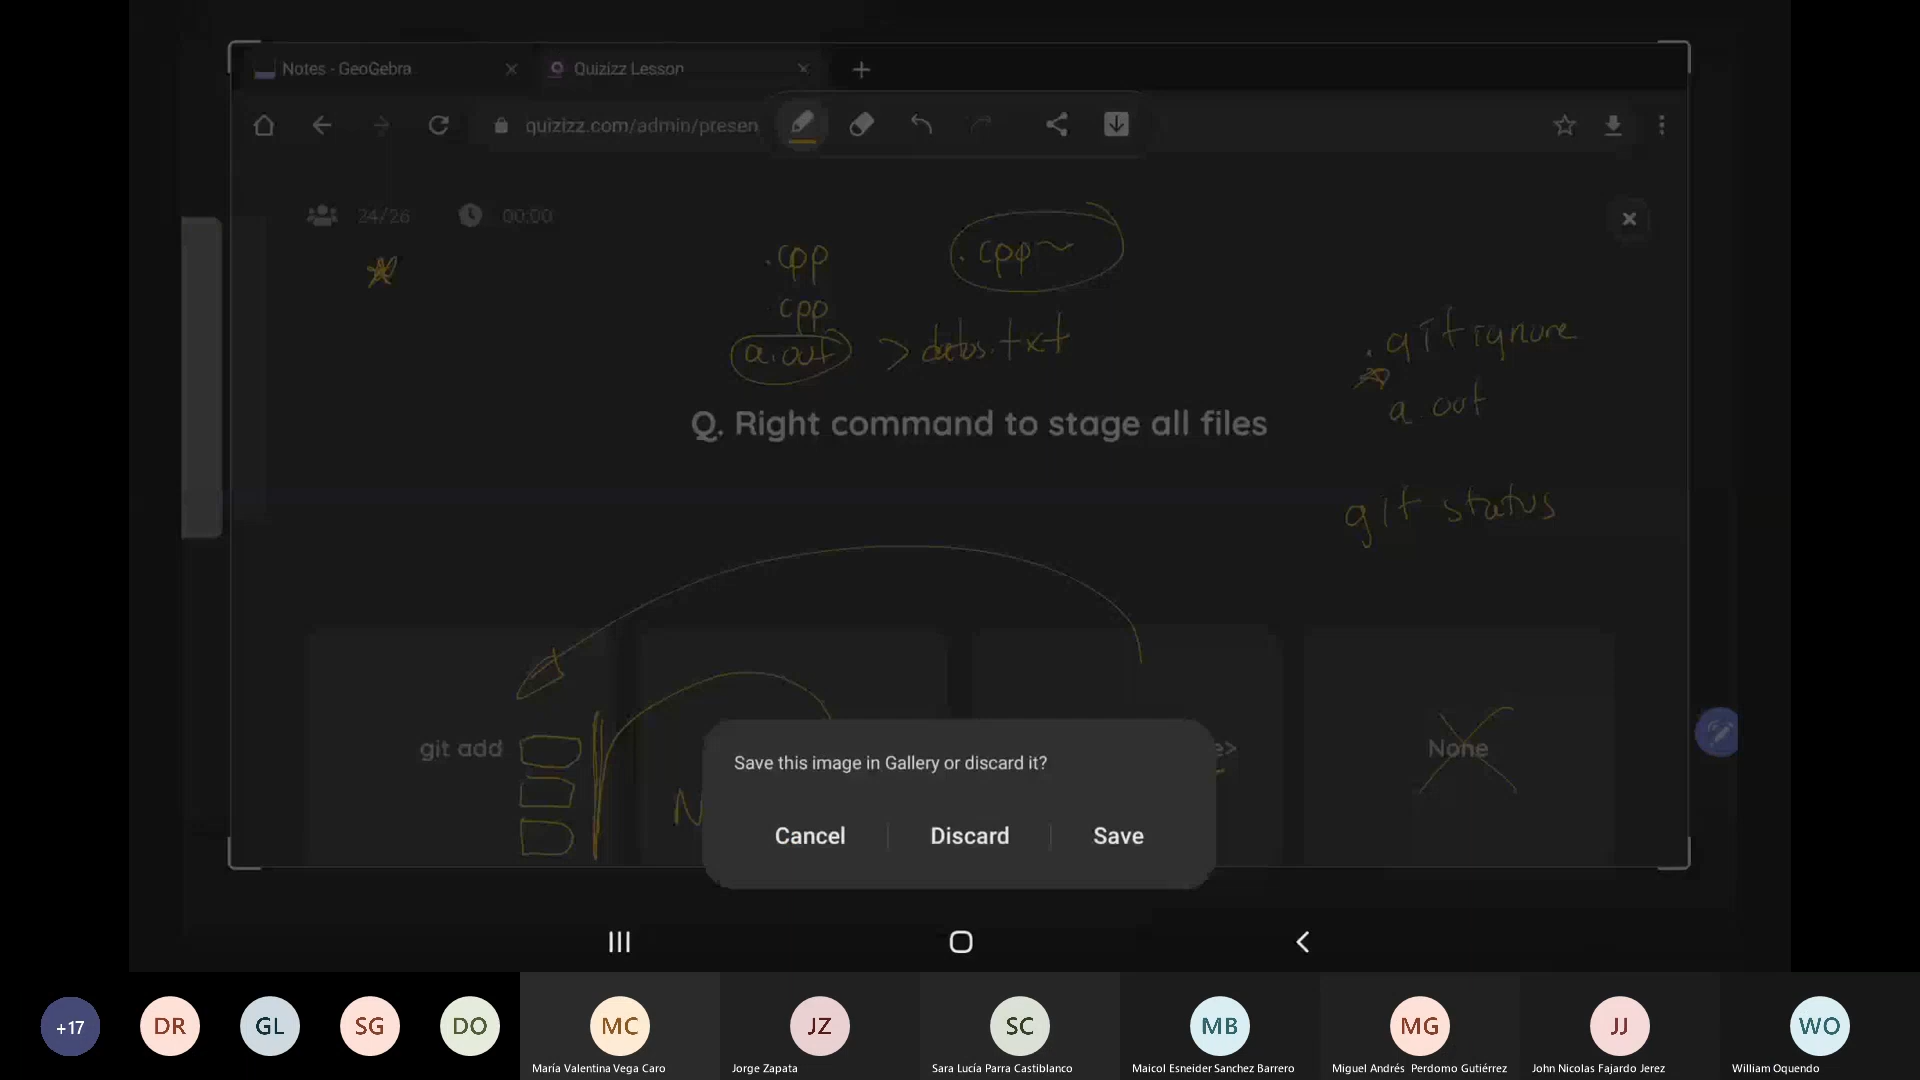 Notes - GeoGebra
Quizizz Lesson
quizizz.com/admin/presen
24/26
00:00
.cpp
.cpp~
.cpp
a.out > datos.txt
.gitignore
a.out
Q. Right command to stage all files
git status
git add
N
e>
None
Save this image in Gallery or discard it?
Cancel
Discard
Save
+17
DR
GL
SG
DO
MC
JZ
SC
MB
MG
JJ
WO
María Valentina Vega Caro
Jorge Zapata
Sara Lucía Parra Castiblanco
Maicol Esneider Sanchez Barrero
Miguel Andrés Perdomo Gutiérrez
John Nicolas Fajardo Jerez
William Oquendo